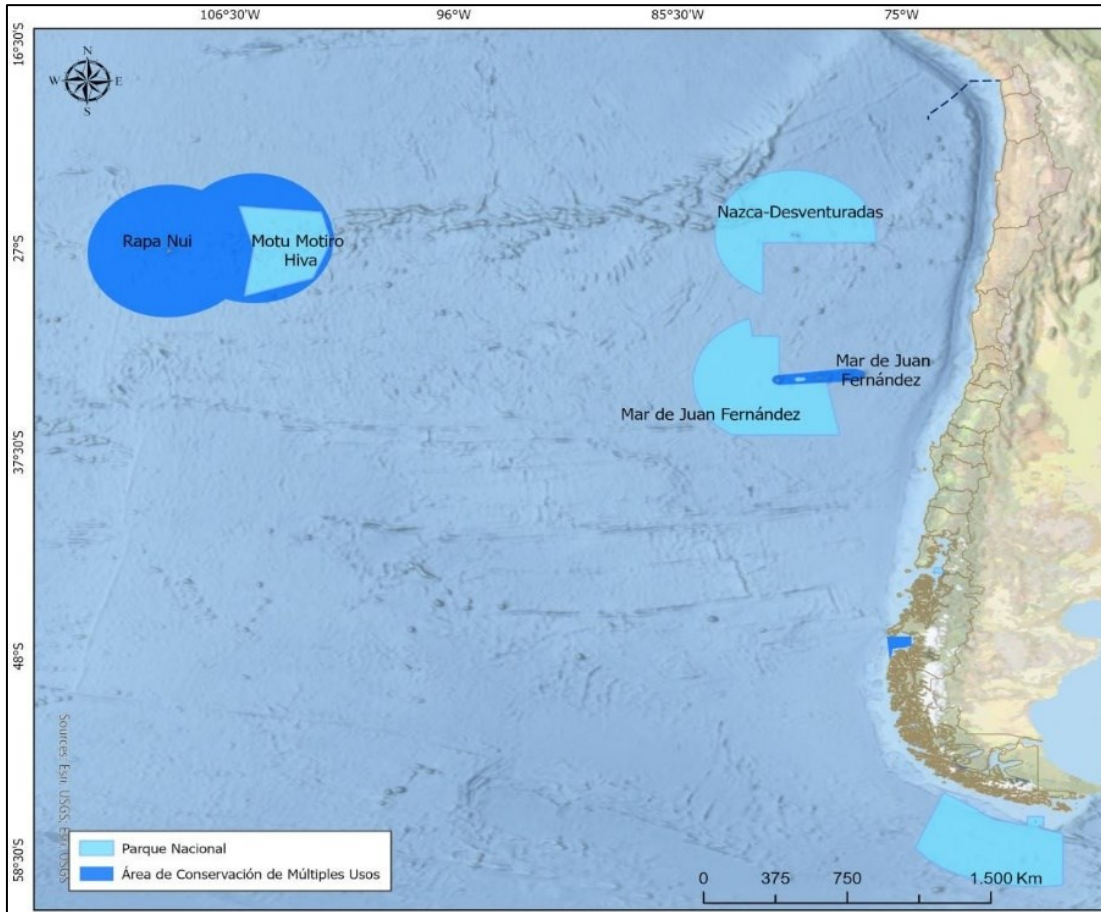 106°30'W 96°W 85°30'W 75°W
16°30'S
N
W E
S
Nazca-Desventuradas
Rapa Nui
Motu Motiro
Hiva
27°S
Mar de Juan
Fernández
Mar de Juan Fernández
37°30'S
48°S
Sources: Esri, USGS, Esri, USGS
58°30'S
Parque Nacional
Área de Conservación de Múltiples Usos
0 375 750 1.500 Km